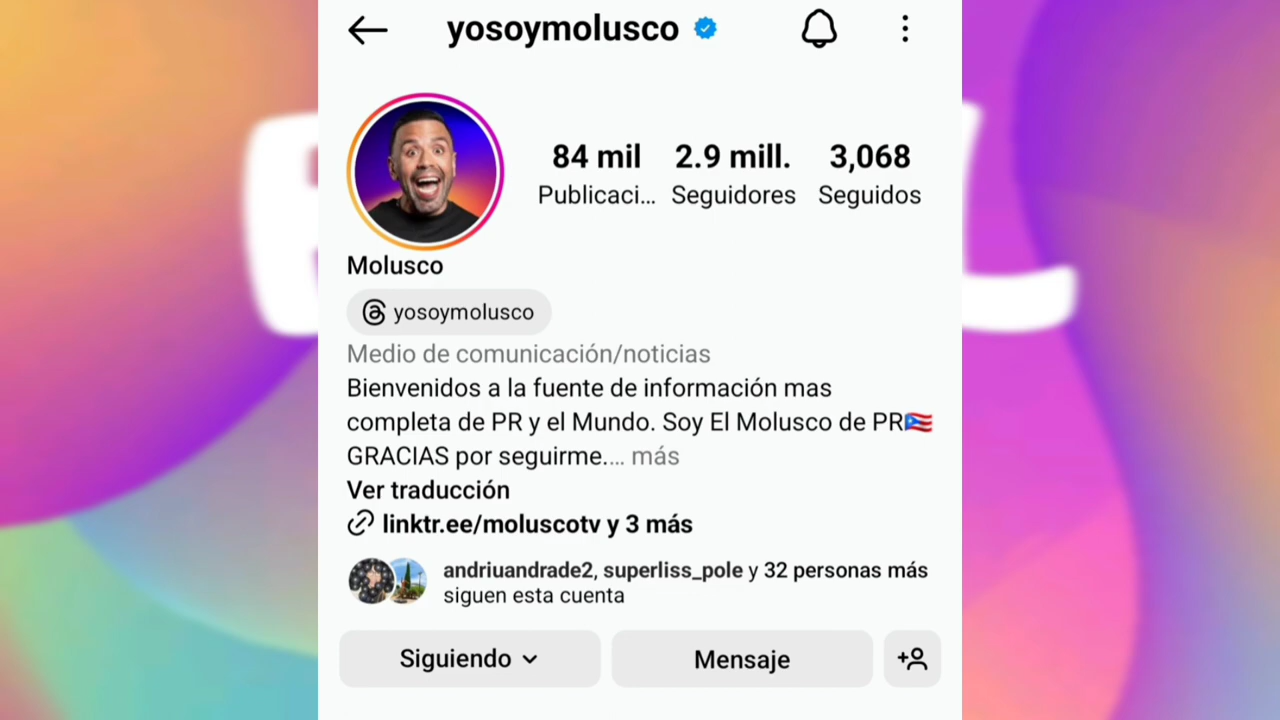 yosoymolusco
84 mil 2.9 mill. 3,068
Publicaci... Seguidores Seguidos
Molusco
yosoymolusco
Medio de comunicación/noticias
Bienvenidos a la fuente de información mas
completa de PR y el Mundo. Soy El Molusco de PR🇵🇷
GRACIAS por seguirme.... más
Ver traducción
linktr.ee/moluscotv y 3 más
andriuandrade2, superliss_pole y 32 personas más
siguen esta cuenta
Siguiendo Mensaje